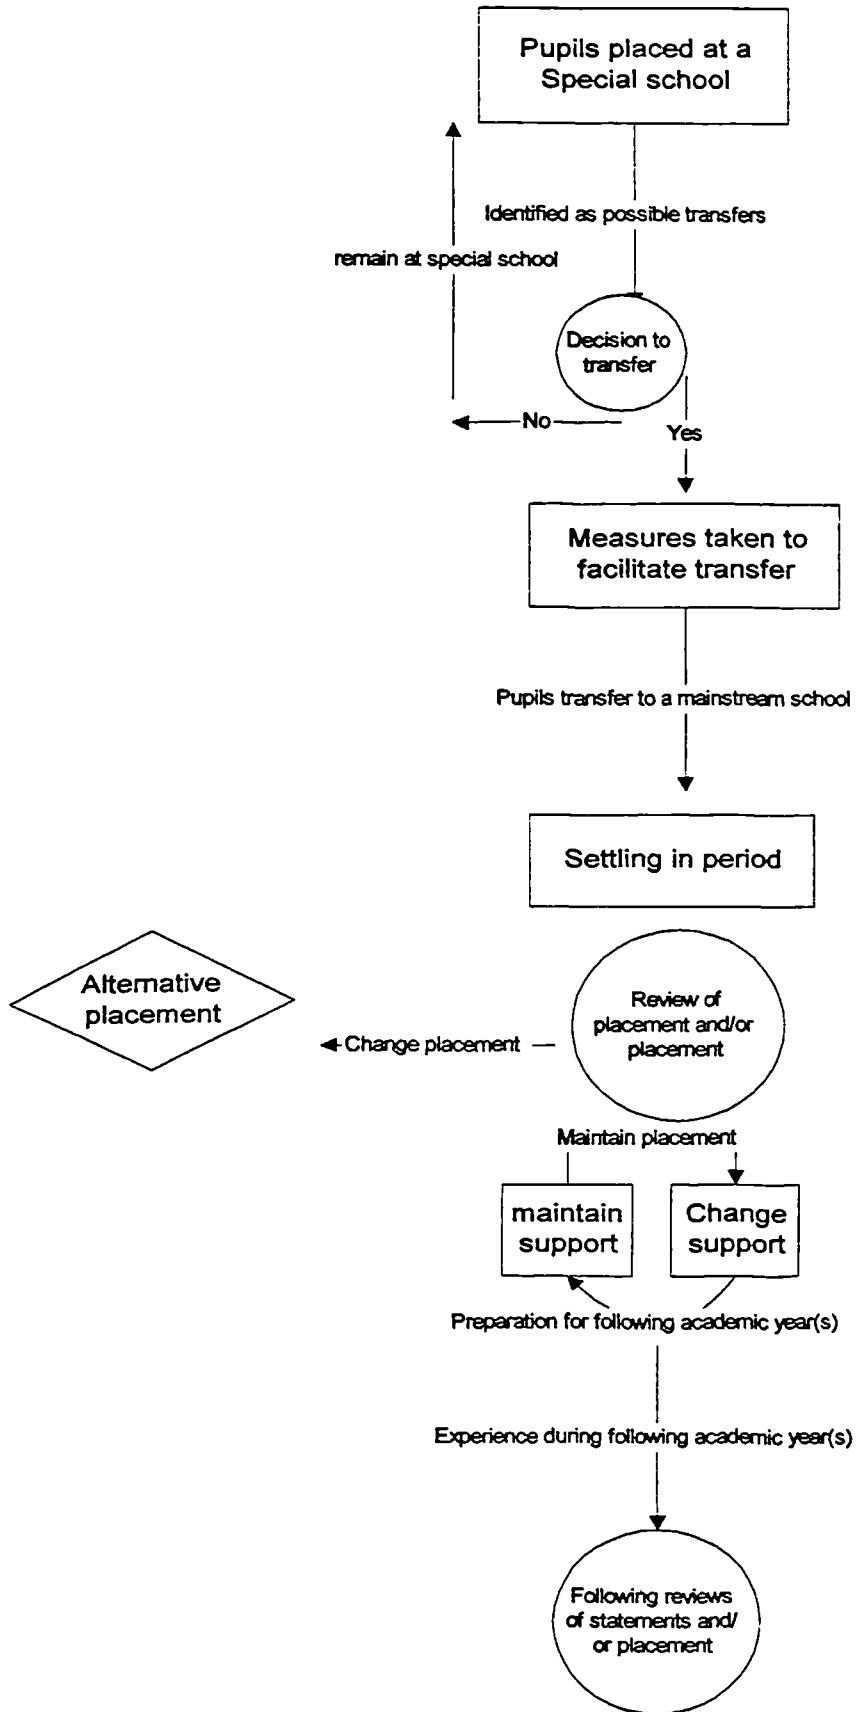 Pupils placed at a
Special school
Identified as possible transfers
remain at special school
Decision to
transfer
No
Yes
Measures taken to
facilitate transfer
Pupils transfer to a mainstream school
Settling in period
Alternative
placement
Review of
placement and/or
placement
Change placement
Maintain placement
maintain
support
Change
support
Preparation for following academic year(s)
Experience during following academic year(s)
Following reviews
of statements and/
or placement